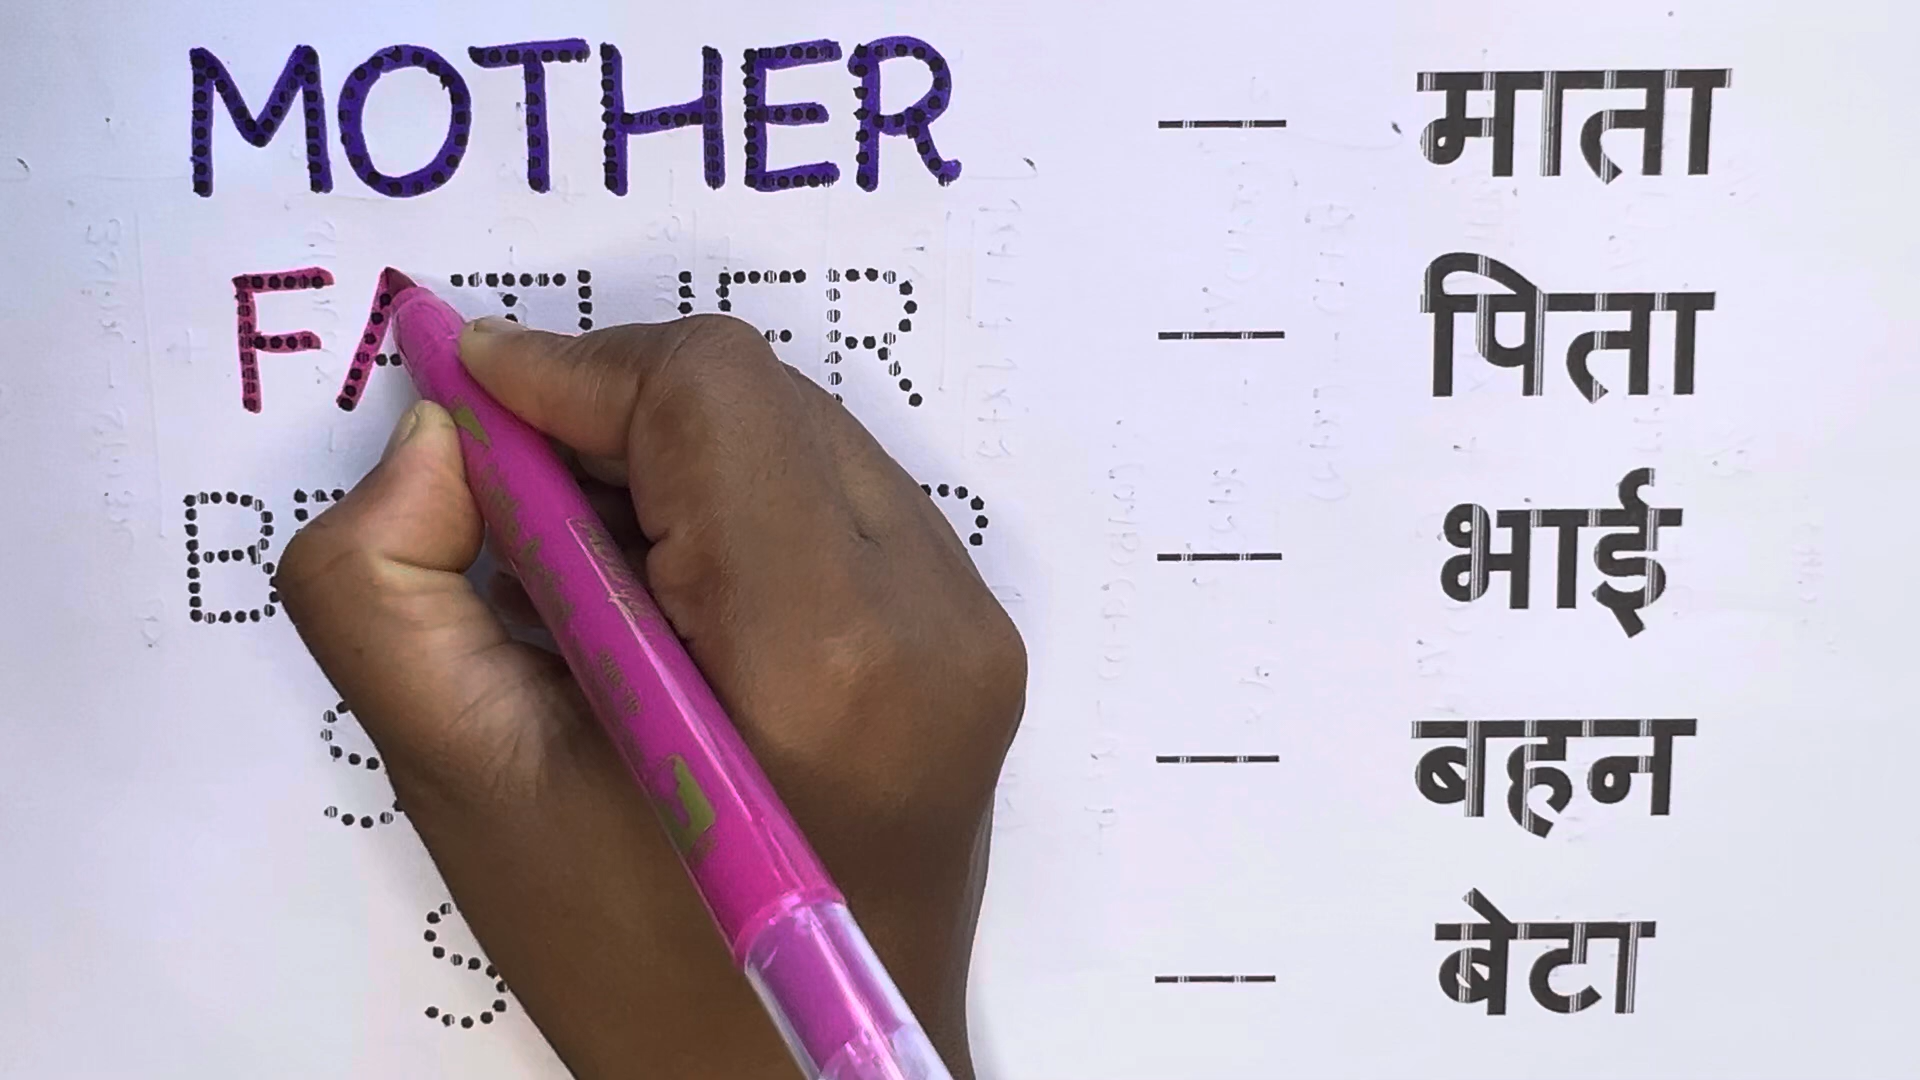 MOTHER — माता
FATHER — पिता
— भाई
— बहन
— बेटा